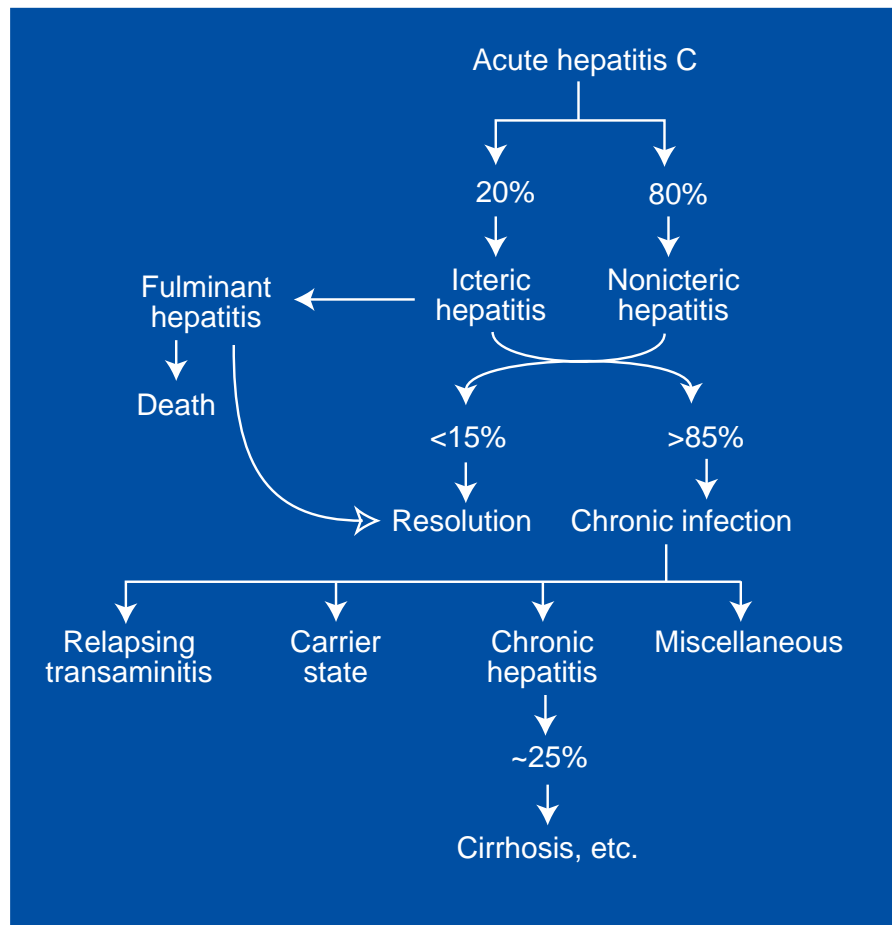 Acute hepatitis C
20%
80%
Icteric
hepatitis
Nonicteric
hepatitis
Fulminant
hepatitis
Death
<15%
>85%
Resolution
Chronic infection
Relapsing
transaminitis
Carrier
state
Chronic
hepatitis
Miscellaneous
~25%
Cirrhosis, etc.